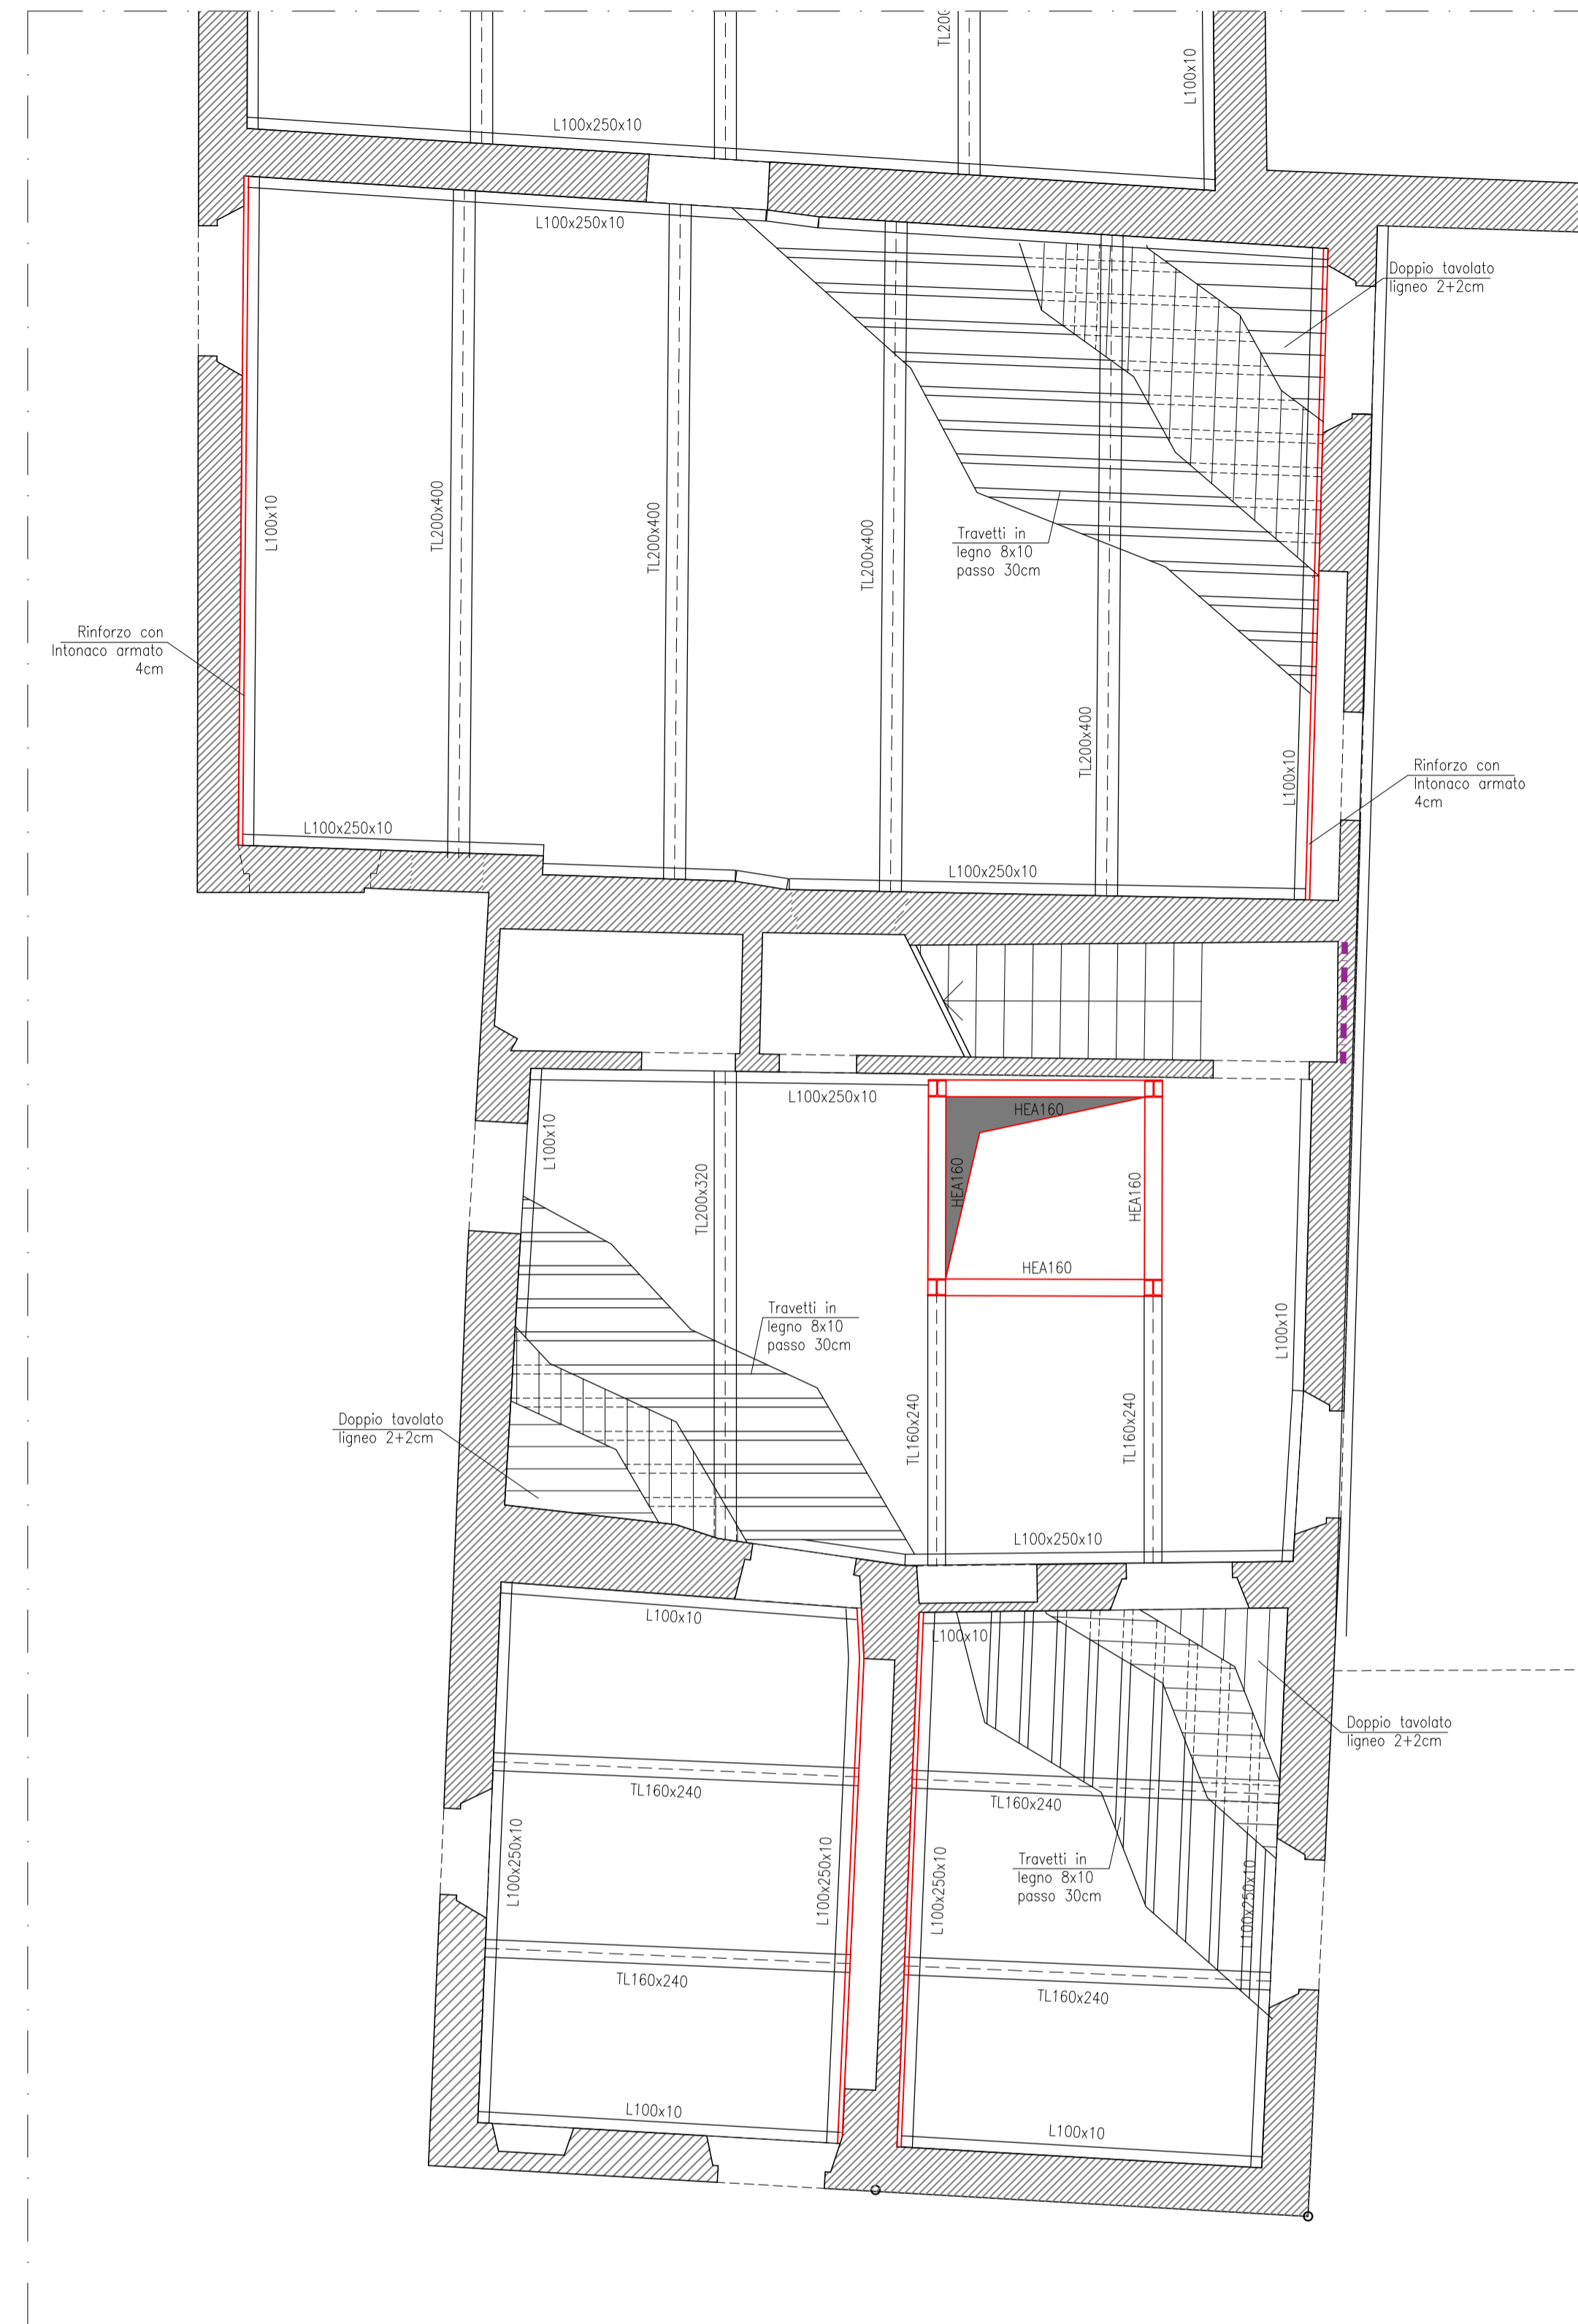 TL200
L100x10
L100x250x10
L100x250x10
Doppio tavolato
ligneo 2+2cm
L100x10
TL200x400
TL200x400
TL200x400
Travetti in
legno 8x10
passo 30cm
Rinforzo con
Intonaco armato
4cm
TL200x400
L100x10
Rinforzo con
Intonaco armato
4cm
L100x250x10
L100x250x10
L100x250x10
HEA160
L100x10
TL200x320
HEA160
HEA160
HEA160
Travetti in
legno 8x10
passo 30cm
L100x10
Doppio tavolato
ligneo 2+2cm
TL160x240
TL160x240
L100x250x10
L100x10
L100x10
Doppio tavolato
ligneo 2+2cm
TL160x240
TL160x240
L100x250x10
L100x250x10
L100x250x10
Travetti in
legno 8x10
passo 30cm
L100x250x10
TL160x240
TL160x240
L100x10
L100x10